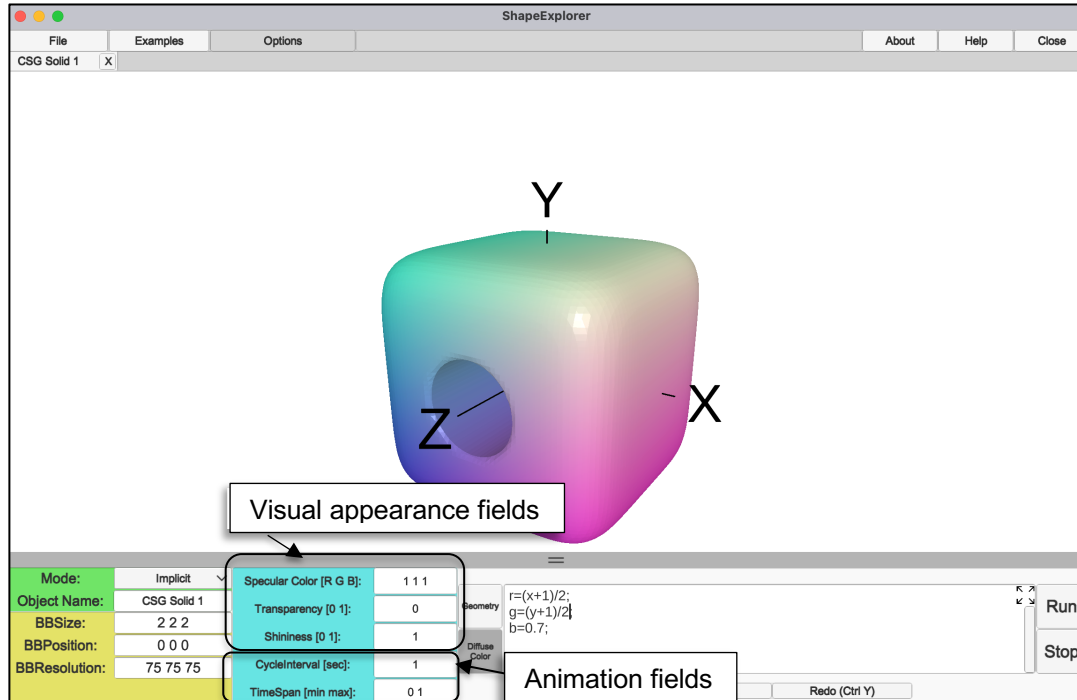 ShapeExplorer
File Examples Options About Help Close
CSG Solid 1 X
Y
X
Z
Visual appearance fields
Mode: Implicit
Object Name: CSG Solid 1
BBSize: 2 2 2
BBPosition: 0 0 0
BBResolution: 75 75 75
Specular Color [R G B]: 1 1 1
Transparency [0 1]: 0
Shininess [0 1]: 1
CycleInterval [sec]: 1
TimeSpan [min max]: 0 1
Geometry
Diffuse
Color
r=(x+1)/2;
g=(y+1)/2;
b=0.7;
Run
Stop
Animation fields
Redo (Ctrl Y)